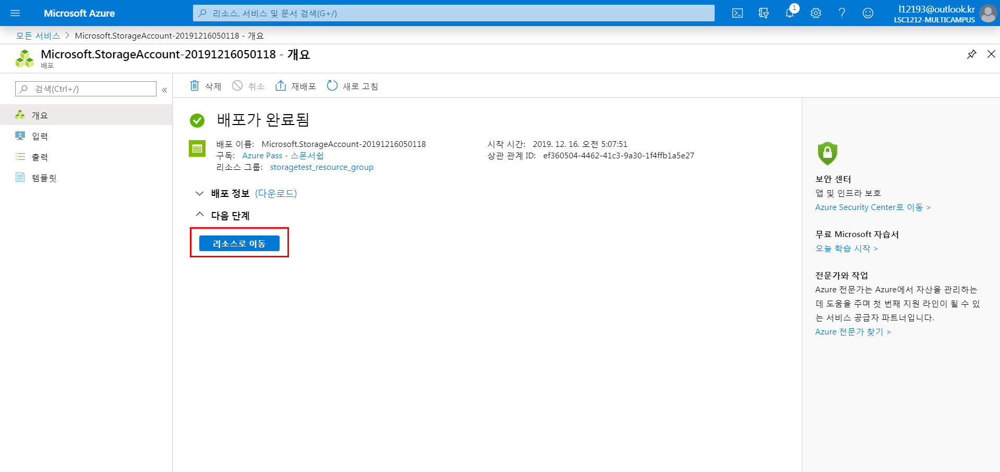 Microsoft Azure
리소스, 서비스 및 문서 검색(G+/)
1
l12193@outlook.kr
LSC1212-MULTICAMPUS
모든 서비스 > Microsoft.StorageAccount-20191216050118 - 개요
Microsoft.StorageAccount-20191216050118 - 개요
배포
검색(Ctrl+/)
«
개요
입력
출력
템플릿
삭제 취소 재배포 새로 고침
배포가 완료됨
배포 이름: Microsoft.StorageAccount-20191216050118
구독: Azure Pass - 스폰서쉽
리소스 그룹: storagetest_resource_group
시작 시간: 2019. 12. 16. 오전 5:07:51
상관 관계 ID: ef360504-4462-41c3-9a30-1f4ffb1a5e27
배포 정보 (다운로드)
다음 단계
리소스로 이동
보안 센터
앱 및 인프라 보호
Azure Security Center로 이동 >
무료 Microsoft 자습서
오늘 학습 시작 >
전문가와 작업
Azure 전문가는 Azure에서 자산을 관리하는
데 도움을 주며 첫 번째 지원 라인이 될 수 있
는 서비스 공급자 파트너입니다.
Azure 전문가 찾기 >